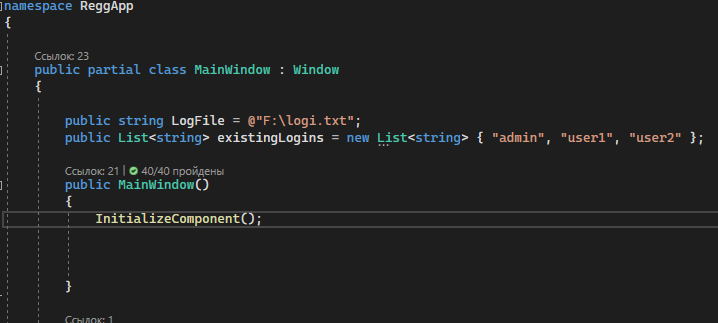 namespace ReggApp
{
Ссылок: 23
public partial class MainWindow : Window
{
public string LogFile = @"F:\logi.txt";
public List<string> existingLogins = new List<string> { "admin", "user1", "user2" };
Ссылок: 21 | 40/40 пройдены
public MainWindow()
{
InitializeComponent();
}
Ссылок: 1